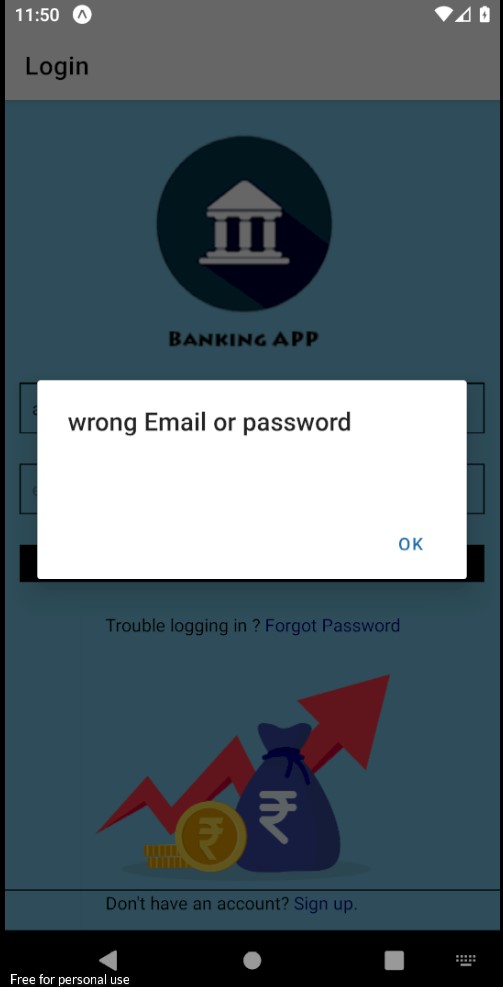 11:50
Login
BANKING APP
wrong Email or password
OK
Trouble logging in ? Forgot Password
₹
₹
Don't have an account? Sign up.
Free for personal use